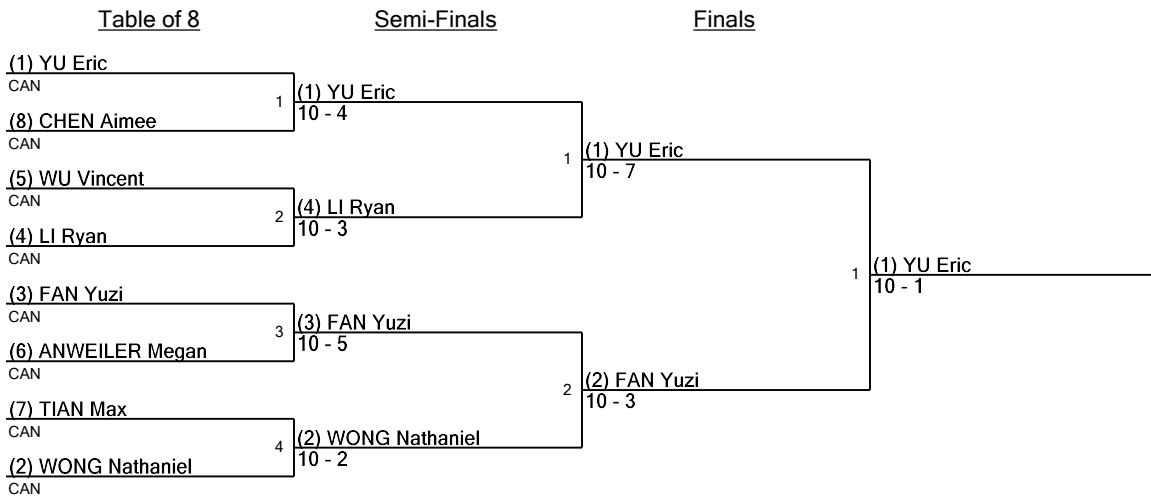 Table of 8 Semi-Finals Finals
(1) YU Eric
CAN
1
(8) CHEN Aimee
CAN
(5) WU Vincent
CAN
2
(4) LI Ryan
CAN
(3) FAN Yuzi
CAN
3
(6) ANWEILER Megan
CAN
(7) TIAN Max
CAN
4
(2) WONG Nathaniel
CAN
(1) YU Eric
10 - 4
1
(4) LI Ryan
10 - 3
(3) FAN Yuzi
10 - 5
2
(2) WONG Nathaniel
10 - 2
(1) YU Eric
10 - 7
1
(2) FAN Yuzi
10 - 3
(1) YU Eric
10 - 1